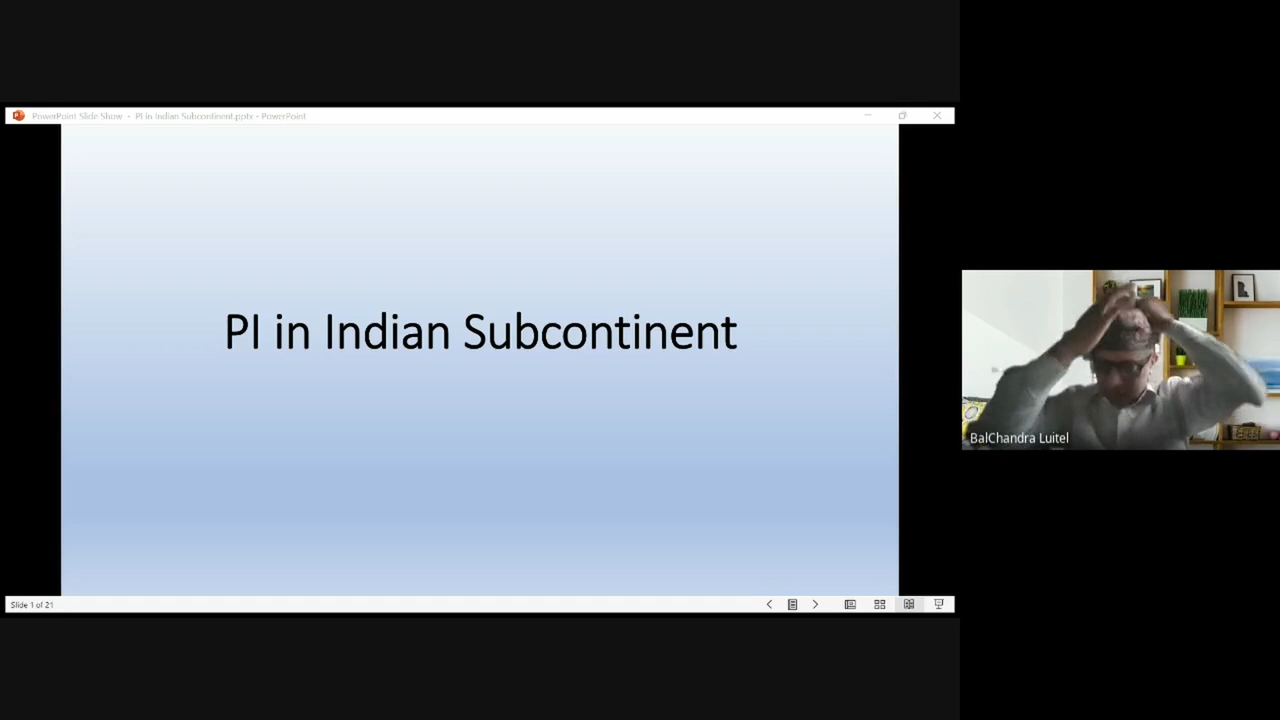 PowerPoint Slide Show - PI in Indian Subcontinent.pptx - PowerPoint
PI in Indian Subcontinent
BalChandra Luitel
Slide 1 of 21